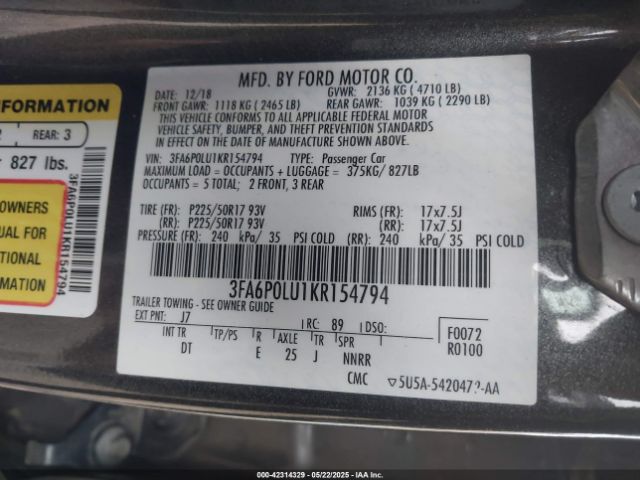 MFD. BY FORD MOTOR CO.
DATE: 12/18 GVWR: 2136 KG ( 4710 LB)
FRONT GAWR: 1118 KG ( 2465 LB) REAR GAWR: 1039 KG ( 2290 LB)
THIS VEHICLE CONFORMS TO ALL APPLICABLE FEDERAL MOTOR
VEHICLE SAFETY, BUMPER, AND THEFT PREVENTION STANDARDS IN
EFFECT ON THE DATE OF MANUFACTURE SHOWN ABOVE.
VIN: 3FA6P0LU1KR154794 TYPE: Passenger Car
MAXIMUM LOAD = OCCUPANTS + LUGGAGE = 375KG/ 827LB
OCCUPANTS = 5 TOTAL; 2 FRONT, 3 REAR
TIRE (FR): P225/50R17 93V RIMS (FR): 17x7.5J
(RR): P225/50R17 93V (RR): 17x7.5J
PRESSURE (FR): 240 kPa/ 35 PSI COLD (RR): 240 kPa/ 35 PSI COLD
3FA6P0LU1KR154794
TRAILER TOWING - SEE OWNER GUIDE
EXT PNT: J7 RC: 89 DSO: F0072
R0100
INT TR TP/PS R AXLE TR SPR
DT E 25 J NNRR
CMC
INFORMATION
2 REAR: 3
827 lbs.
OWNERS
UAL FOR
TIONAL
MATION
3FA6P0LU1KR154794
000-42314329 - 05/22/2025 - © IAA Holdings, LLC